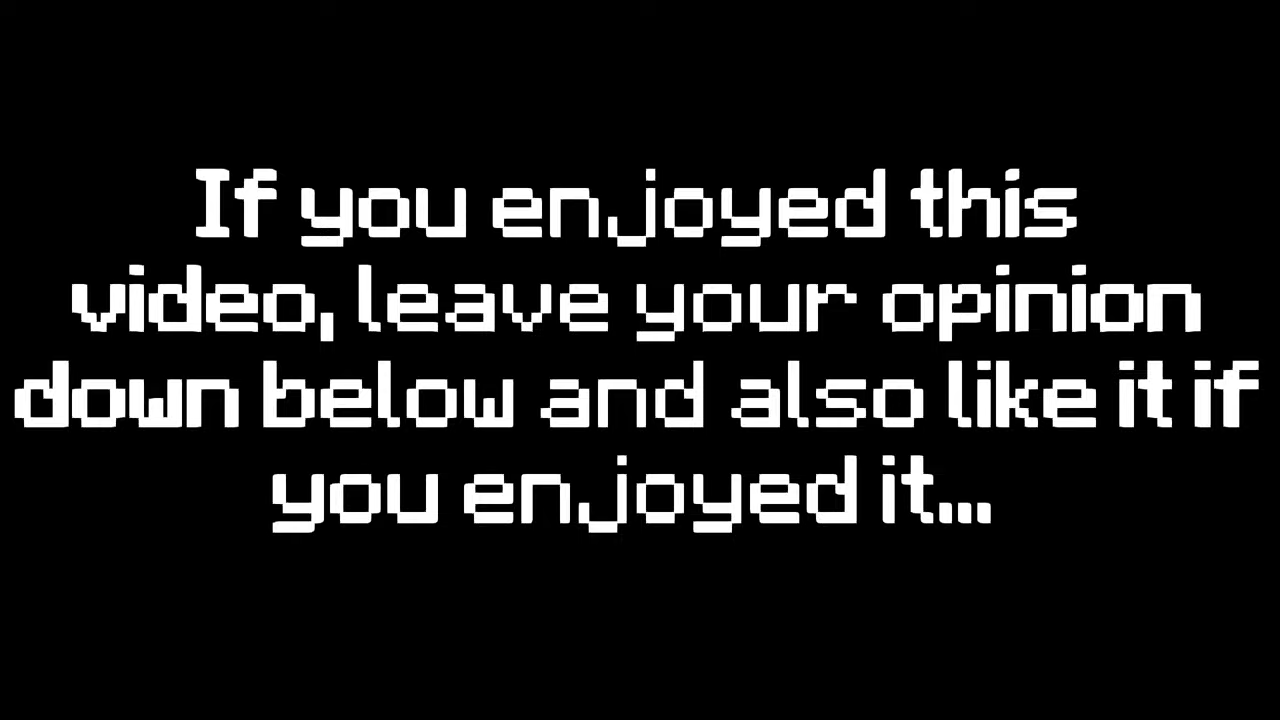 If you enjoyed this
video, leave your opinion
down below and also like it if
you enjoyed it...